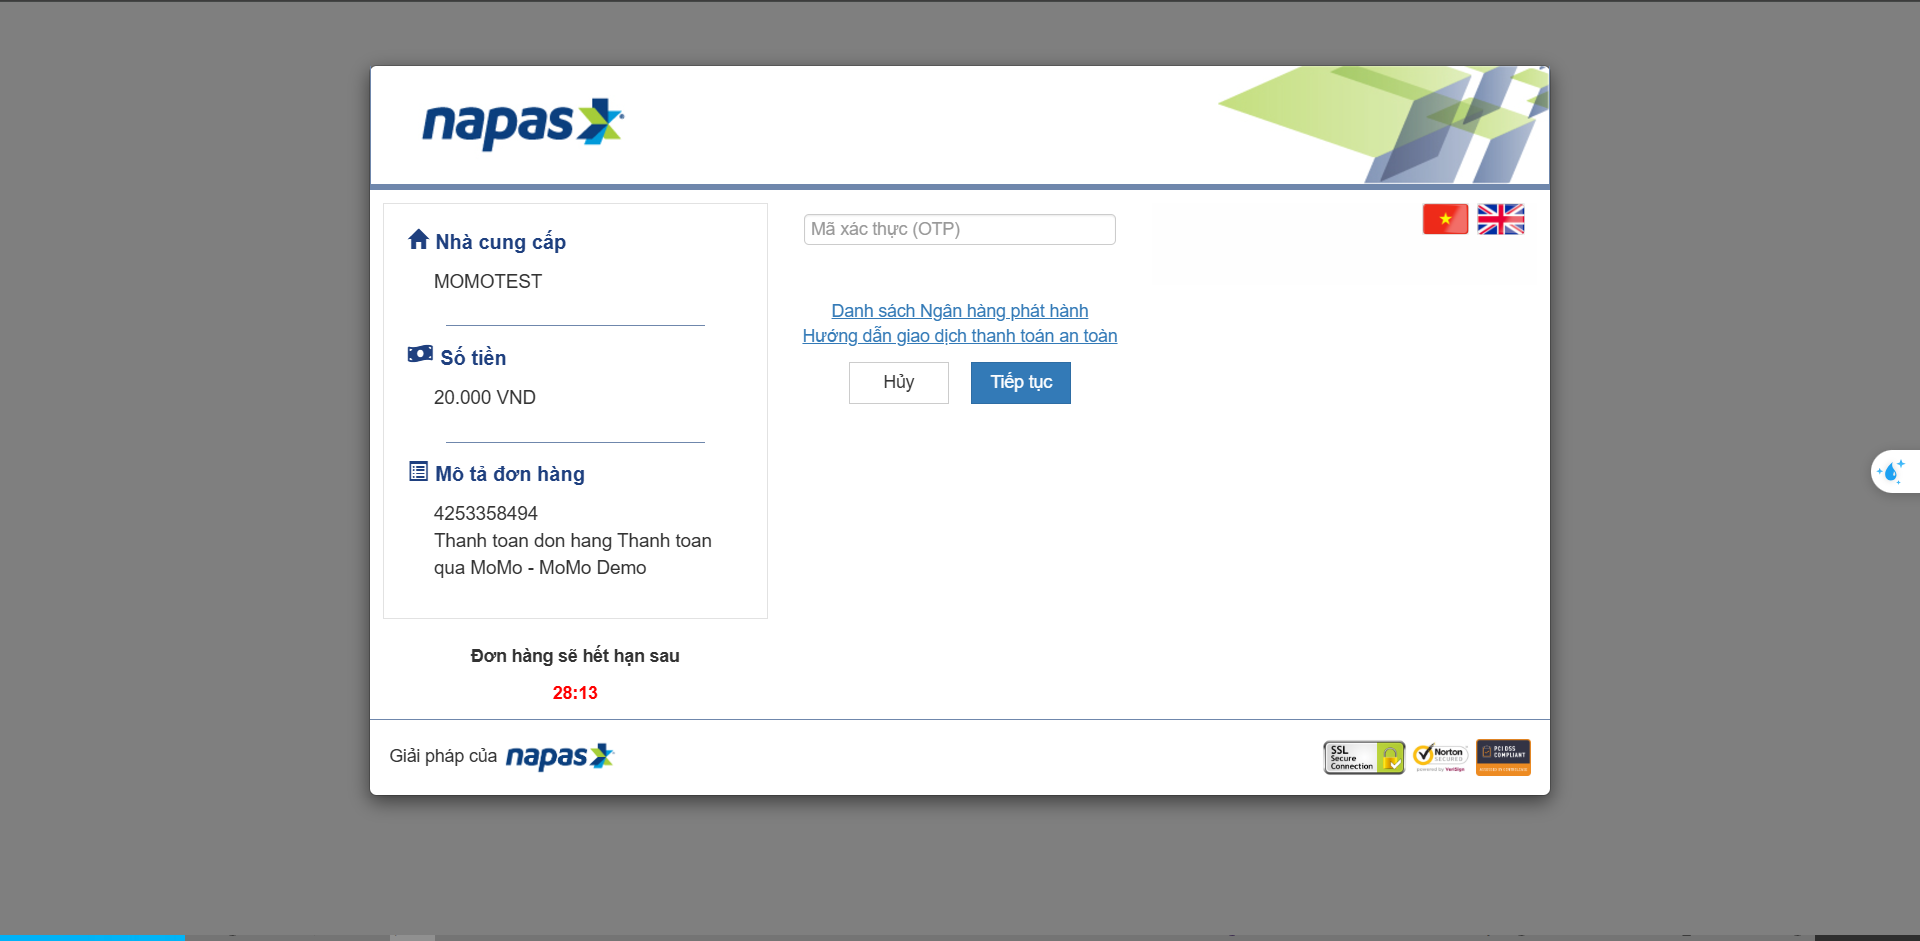 napas
Nhà cung cấp
MOMOTEST
Số tiền
20.000 VND
Mô tả đơn hàng
4253358494
Thanh toan don hang Thanh toan
qua MoMo - MoMo Demo
Đơn hàng sẽ hết hạn sau
28:13
Mã xác thực (OTP)
Danh sách Ngân hàng phát hành
Hướng dẫn giao dịch thanh toán an toàn
Hủy
Tiếp tục
Giải pháp của napas
SSL
Secure
Connection
Norton
SECURED
powered by VeriSign
PCI DSS
COMPLIANT